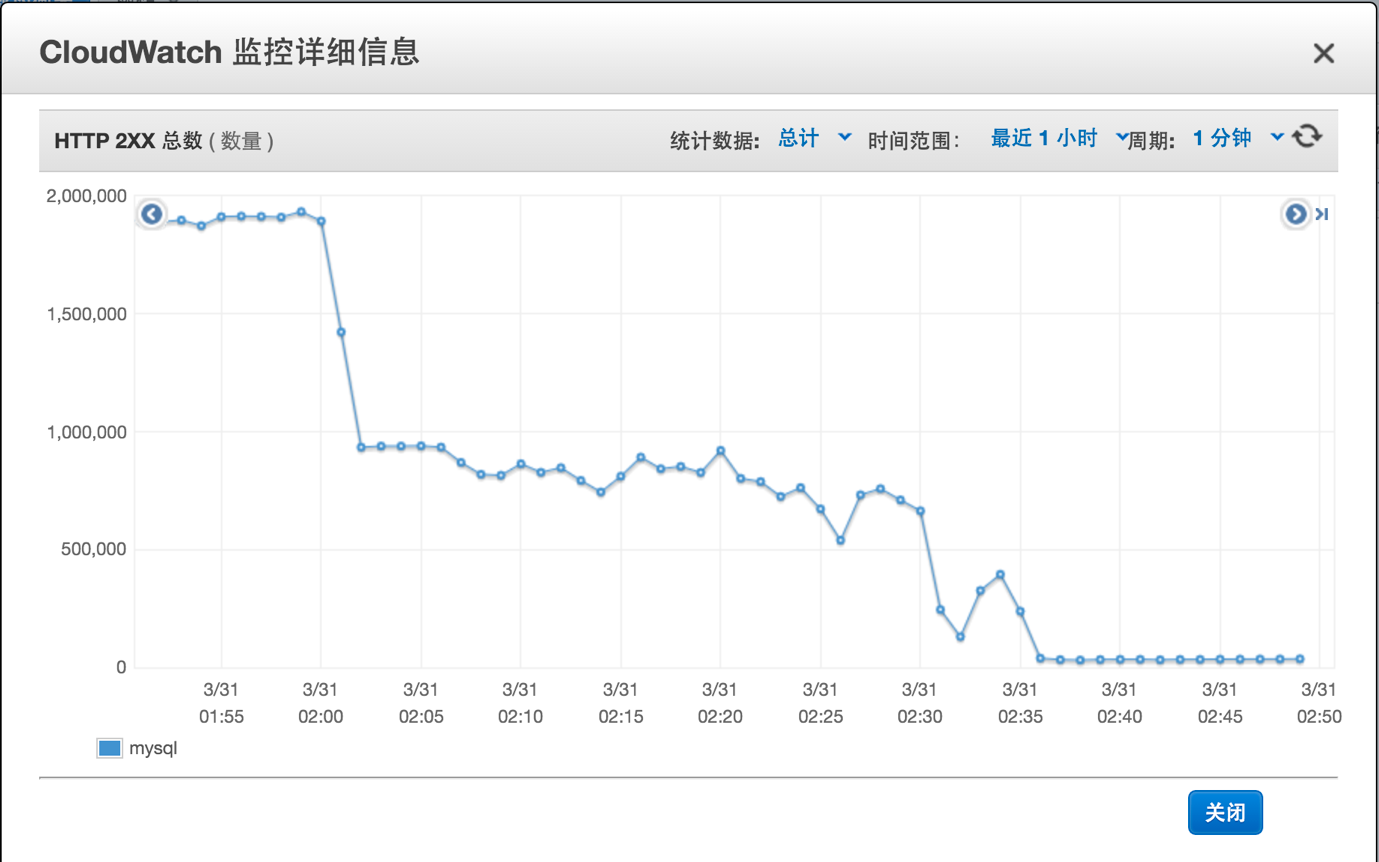 CloudWatch 监控详细信息
HTTP 2XX 总数 ( 数量 )
统计数据: 总计 时间范围: 最近 1 小时 周期: 1 分钟
2,000,000
1,500,000
1,000,000
500,000
0
3/31 3/31 3/31 3/31 3/31 3/31 3/31 3/31 3/31 3/31 3/31 3/31
01:55 02:00 02:05 02:10 02:15 02:20 02:25 02:30 02:35 02:40 02:45 02:50
mysql
关闭